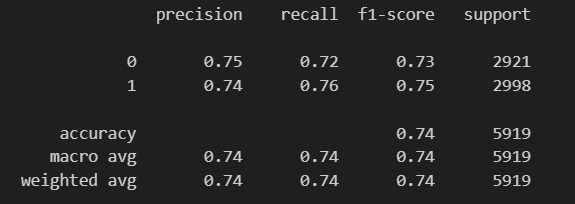 precision recall f1-score support
0 0.75 0.72 0.73 2921
1 0.74 0.76 0.75 2998
accuracy 0.74 5919
macro avg 0.74 0.74 0.74 5919
weighted avg 0.74 0.74 0.74 5919